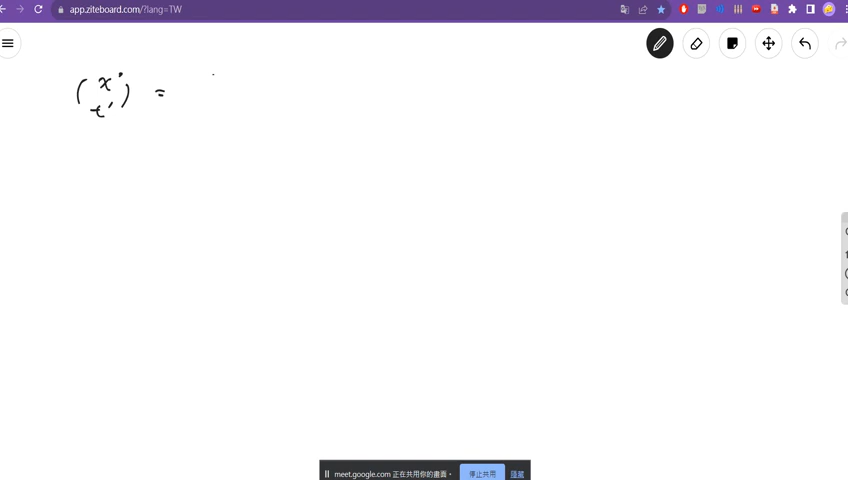 app.ziteboard.com/?lang=TW
( x'
t' ) =
meet.google.com 正在共用你的畫面。 停止共用 隱藏